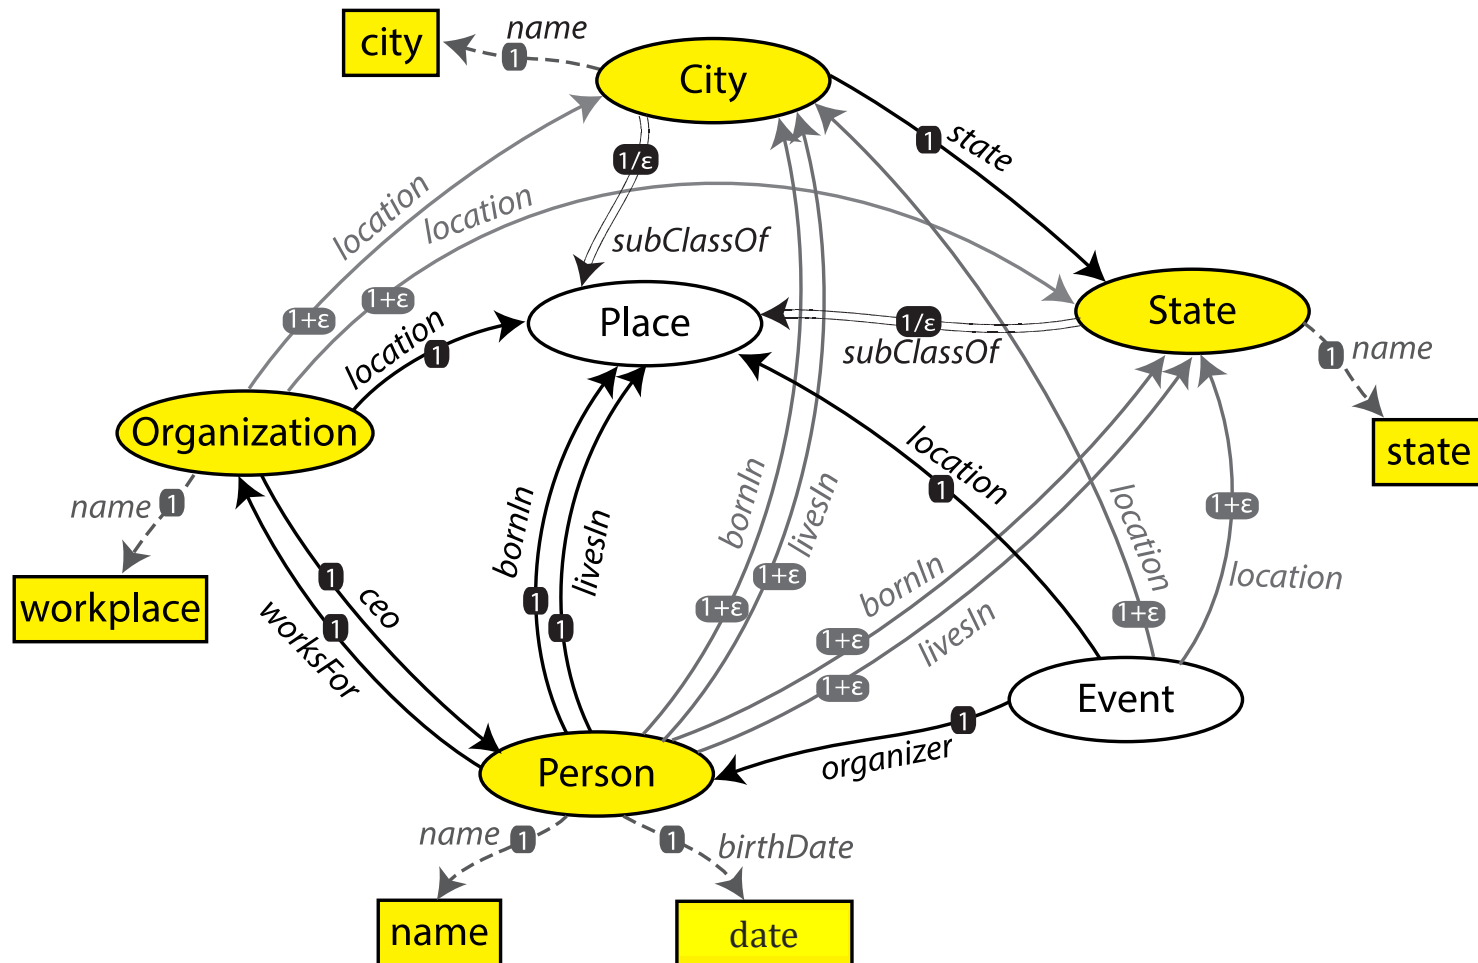 name
city
1
City
1/ε
1
state
location
location
subClassOf
1+ε
1+ε
Place
State
1/ε
subClassOf
location
1
1
name
Organization
state
name
1
location
1
bornIn
livesIn
bornIn
livesIn
location
1+ε
location
workplace
1
ceo
worksFor
1
1
1
1+ε
1+ε
bornIn
livesIn
1+ε
1+ε
1+ε
Event
1
organizer
Person
name
1
1
birthDate
name
date